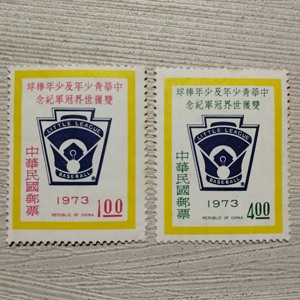 球棒年少及年少青華中
念紀軍冠界世獲雙
LITTLE LEAGUE
BASEBALL
中華民國郵票
1973
1.00
REPUBLIC OF CHINA
球棒年少及年少青華中
念紀軍冠界世獲雙
LITTLE LEAGUE
BASEBALL
中華民國郵票
1973
4.00
REPUBLIC OF CHINA